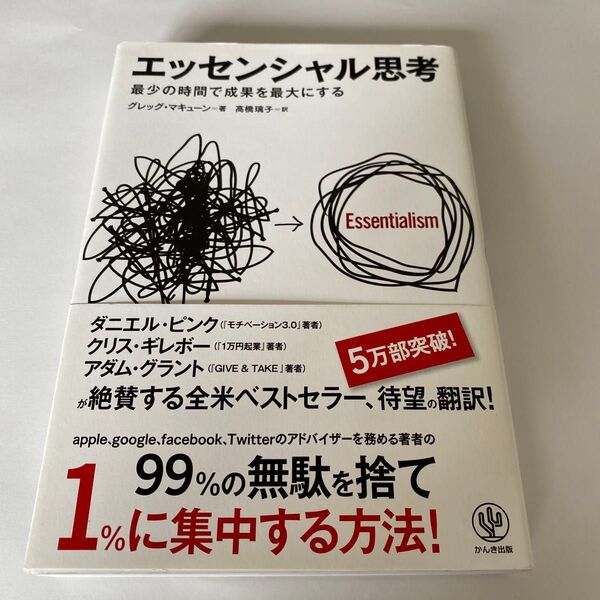 エッセンシャル思考
最少の時間で成果を最大にする
グレッグ・マキューン=著 高橋璃子=訳
Essentialism
ダニエル・ピンク(『モチベーション3.0』著者)
クリス・ギレボー(『1万円起業』著者)
アダム・グラント(『GIVE & TAKE』著者)
が絶賛する全米ベストセラー、待望の翻訳!
5万部突破!
apple、google、facebook、Twitterのアドバイザーを務める著者の
99%の無駄を捨て
1%に集中する方法!
かんき出版